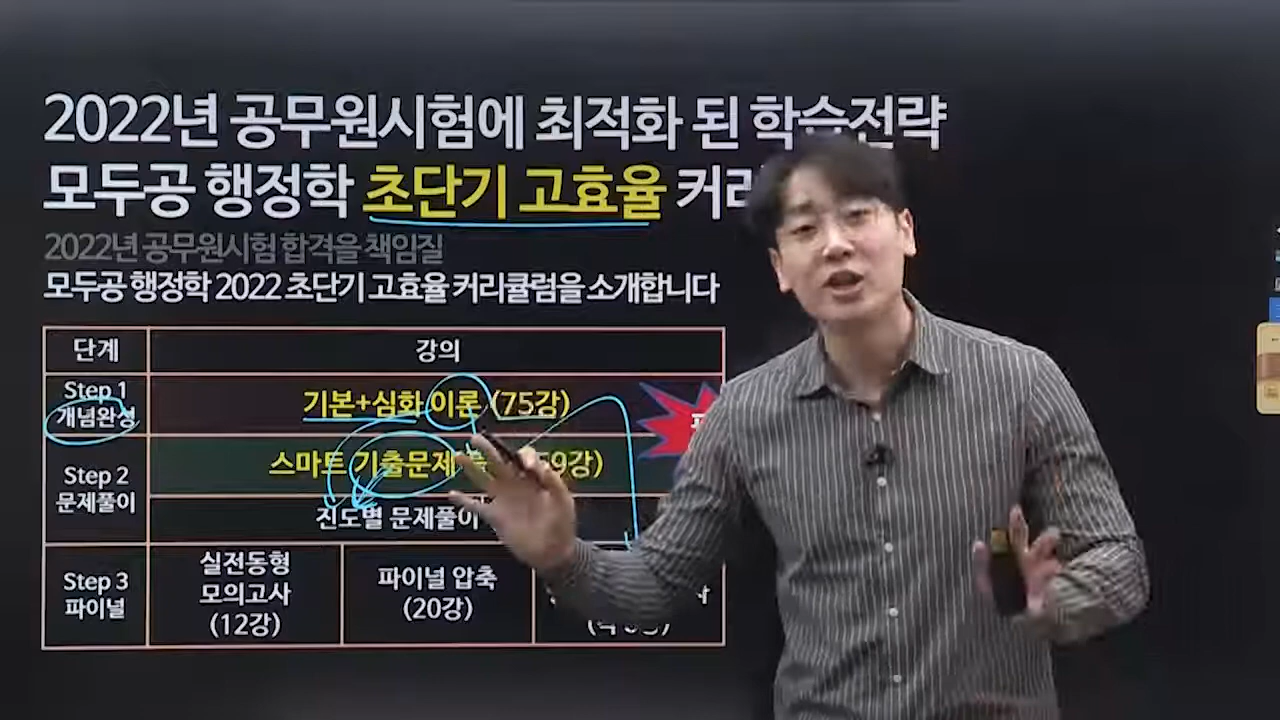 2022년 공무원시험에 최적화 된 학습전략
모두공 행정학 초단기 고효율
2022년 공무원시험 합격을 책임질
모두공 행정학 2022 초단기 고효율 커리큘럼을 소개합니다
단계
강의
Step 1
개념완성
기본+심화 이론 (75강)
Step 2
문제풀이
스마트 기출문제
진도별 문제풀이
Step 3
파이널
실전동형
모의고사
(12강)
파이널 압축
(20강)